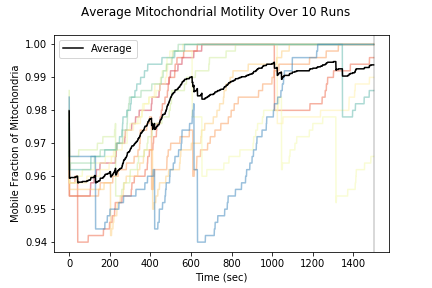 Average Mitochondrial Motility Over 10 Runs
Average
Mobile Fraction of Mitochondria
1.00
0.99
0.98
0.97
0.96
0.95
0.94
0 200 400 600 800 1000 1200 1400
Time (sec)